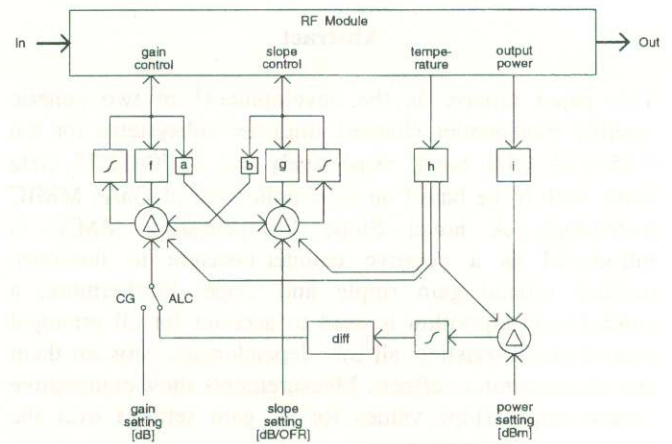 RF Module
In
Out
gain
control
slope
control
tempe-
rature
output
power
∫ f a b g ∫ h i
Δ Δ
CG ALC
diff ∫ Δ
gain
setting
[dB]
slope
setting
[dB/OFR]
power setting
[dBm]